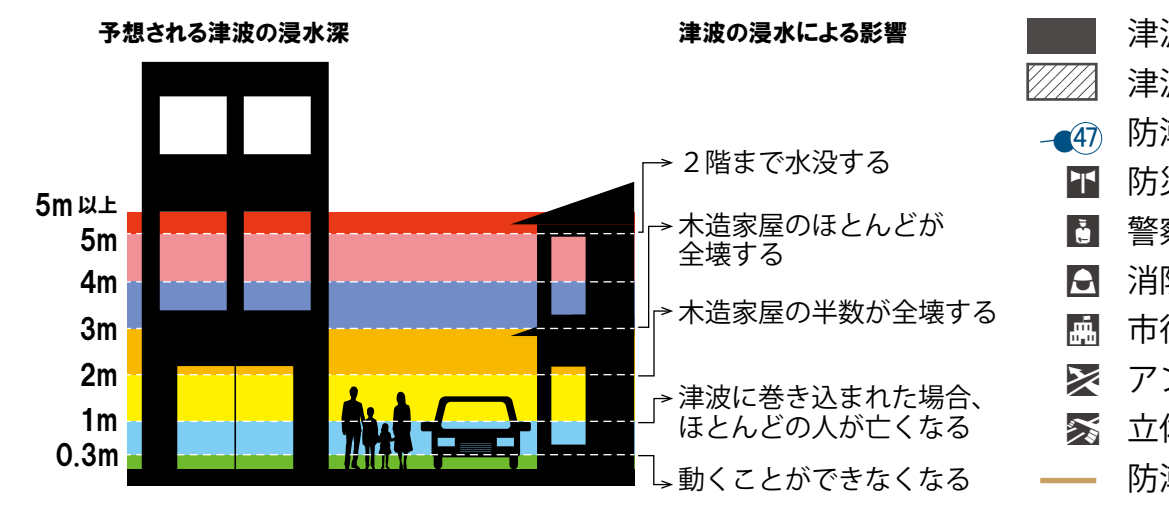 予想される津波の浸水深
津波の浸水による影響
5m以上
5m
4m
3m
2m
1m
0.3m
２階まで水没する
木造家屋のほとんどが
全壊する
木造家屋の半数が全壊する
津波に巻き込まれた場合、
ほとんどの人が亡くなる
動くことができなくなる
津
津
47
防
防
警
消
市
ア
立
防